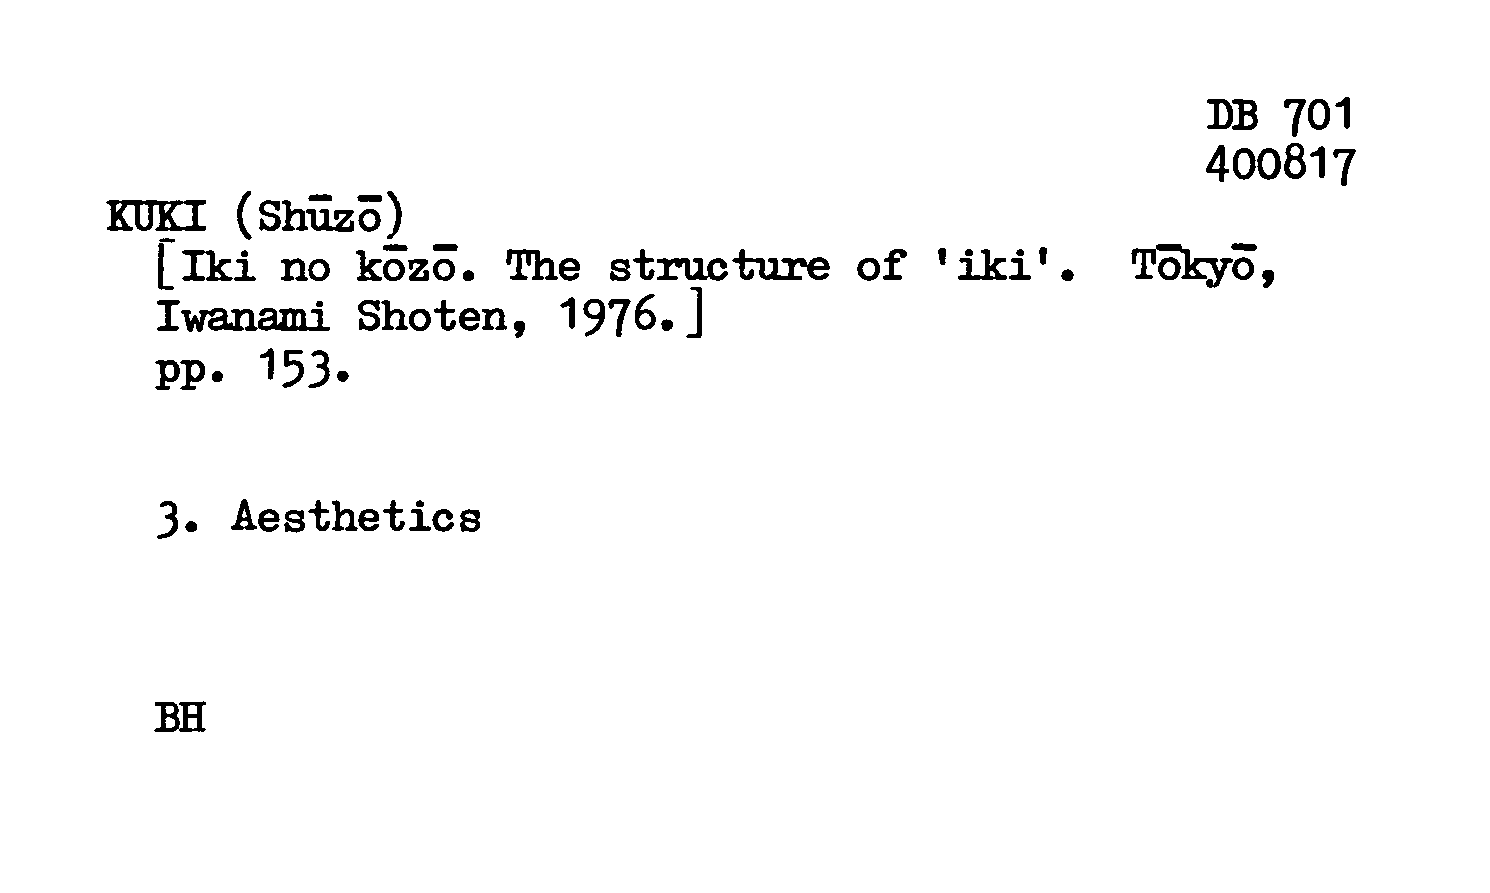 DB 701
400817
KUKI (Shūzō)
[Iki no kōzō. The structure of 'iki'. Tōkyō,
Iwanami Shoten, 1976.]
pp. 153.
3. Aesthetics
BH